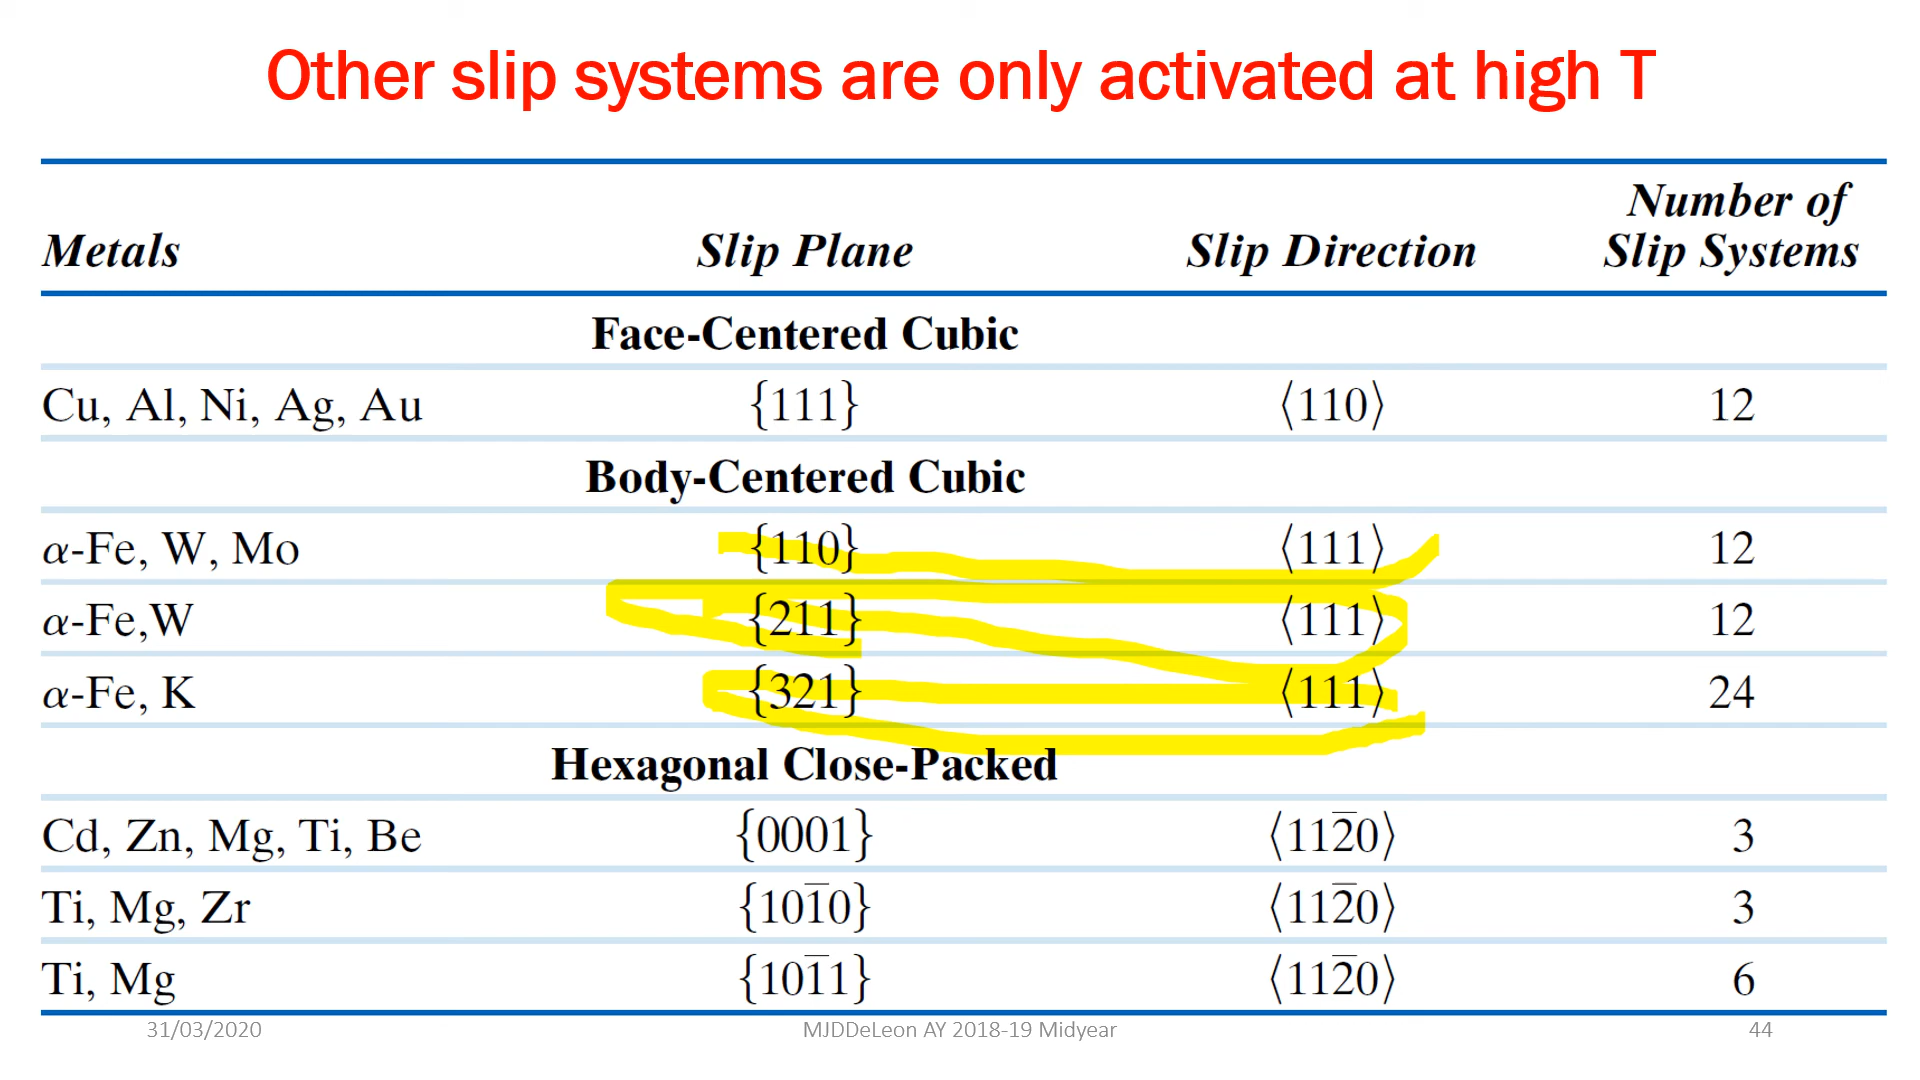 Other slip systems are only activated at high T
Metals Slip Plane Slip Direction Number of Slip Systems
Face-Centered Cubic
Cu, Al, Ni, Ag, Au {111} ⟨110⟩ 12
Body-Centered Cubic
α-Fe, W, Mo {110} ⟨111⟩ 12
α-Fe,W {211} ⟨111⟩ 12
α-Fe, K {321} ⟨111⟩ 24
Hexagonal Close-Packed
Cd, Zn, Mg, Ti, Be {0001} ⟨112̅0⟩ 3
Ti, Mg, Zr {101̅0} ⟨112̅0⟩ 3
Ti, Mg {101̅1} ⟨112̅0⟩ 6
31/03/2020 MJDDeLeon AY 2018-19 Midyear 44